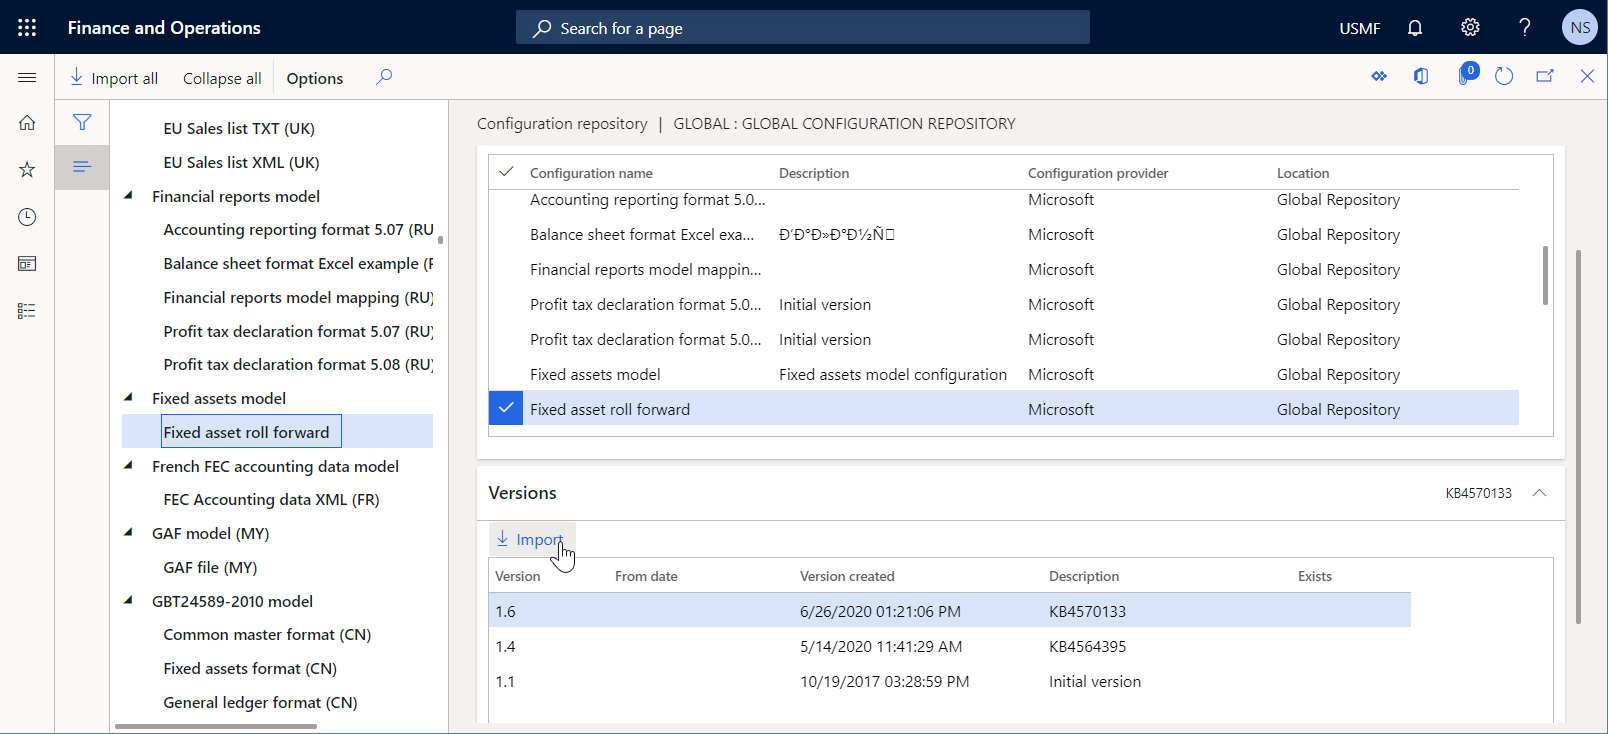 Finance and Operations
Search for a page
USMF
NS
Import all
Collapse all
Options
0
EU Sales list TXT (UK)
EU Sales list XML (UK)
Financial reports model
Accounting reporting format 5.07 (RU
Balance sheet format Excel example (F
Financial reports model mapping (RU)
Profit tax declaration format 5.07 (RU)
Profit tax declaration format 5.08 (RU)
Fixed assets model
Fixed asset roll forward
French FEC accounting data model
FEC Accounting data XML (FR)
GAF model (MY)
GAF file (MY)
GBT24589-2010 model
Common master format (CN)
Fixed assets format (CN)
General ledger format (CN)
Configuration repository | GLOBAL : GLOBAL CONFIGURATION REPOSITORY
Configuration name Description Configuration provider Location
Accounting reporting format 5.0... Microsoft Global Repository
Balance sheet format Excel exa... Ð´Ð°Ð»Ð°Ð½Ñ Microsoft Global Repository
Financial reports model mappin... Microsoft Global Repository
Profit tax declaration format 5.0... Initial version Microsoft Global Repository
Profit tax declaration format 5.0... Initial version Microsoft Global Repository
Fixed assets model Fixed assets model configuration Microsoft Global Repository
Fixed asset roll forward Microsoft Global Repository
Versions KB4570133
Import
Version From date Version created Description Exists
1.6 6/26/2020 01:21:06 PM KB4570133
1.4 5/14/2020 11:41:29 AM KB4564395
1.1 10/19/2017 03:28:59 PM Initial version